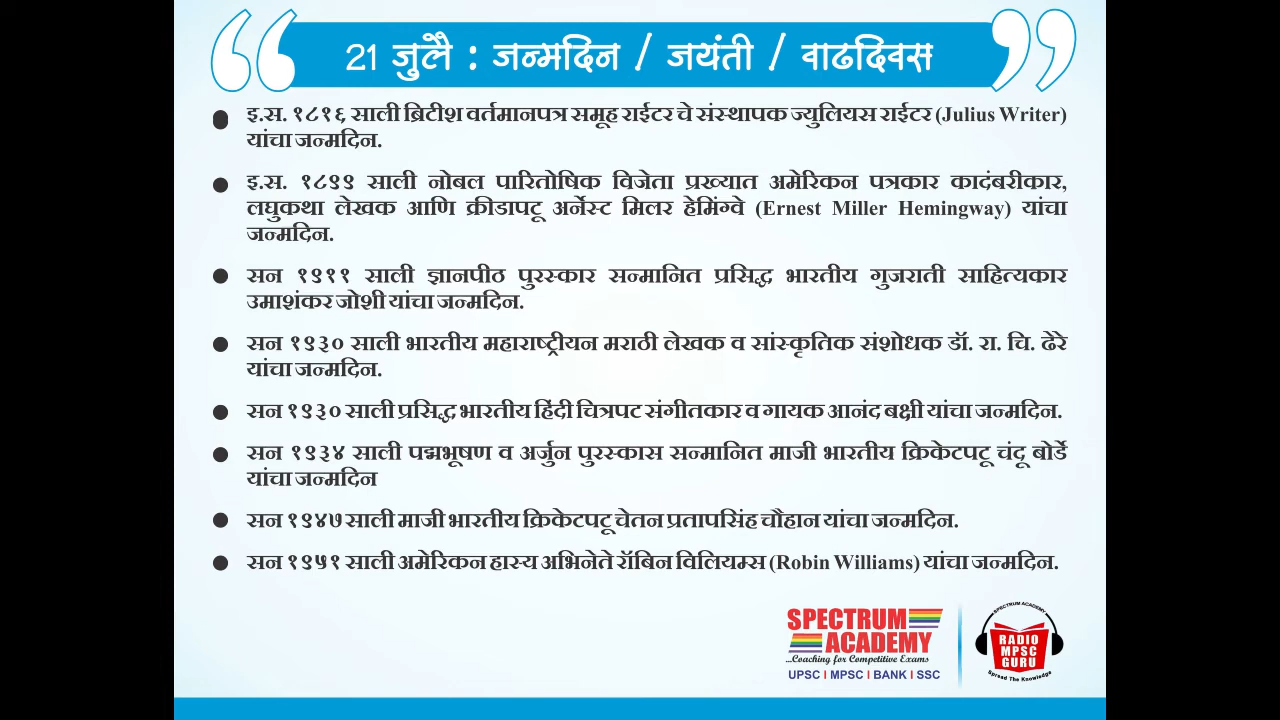 21 जुलै : जन्मदिन / जयंती / वाढदिवस
इ.स. १८१६ साली ब्रिटीश वर्तमानपत्र समूह राईटर चे संस्थापक ज्युलियस राईटर (Julius Writer)
यांचा जन्मदिन.
इ.स. १८९९ साली नोबल पारितोषिक विजेता प्रख्यात अमेरिकन पत्रकार कादंबरीकार,
लघुकथा लेखक आणि क्रीडापटू अर्नेस्ट मिलर हेमिंग्वे (Ernest Miller Hemingway) यांचा
जन्मदिन.
सन १९११ साली ज्ञानपीठ पुरस्कार सन्मानित प्रसिद्ध भारतीय गुजराती साहित्यकार
उमाशंकर जोशी यांचा जन्मदिन.
सन १९३० साली भारतीय महाराष्ट्रीयन मराठी लेखक व सांस्कृतिक संशोधक डॉ. रा. चि. ढेरे
यांचा जन्मदिन.
सन १९३० साली प्रसिद्ध भारतीय हिंदी चित्रपट संगीतकार व गायक आनंद बक्षी यांचा जन्मदिन.
सन १९३४ साली पद्मभूषण व अर्जुन पुरस्कास सन्मानित माजी भारतीय क्रिकेटपटू चंदू बोर्डे
यांचा जन्मदिन
सन १९४७ साली माजी भारतीय क्रिकेटपटू चेतन प्रतापसिंह चौहान यांचा जन्मदिन.
सन १९५१ साली अमेरिकन हास्य अभिनेते रॉबिन विलियम्स (Robin Williams) यांचा जन्मदिन.
SPECTRUM
ACADEMY
...Coaching for Competitive Exams
UPSC | MPSC | BANK | SSC
SPECTRUM ACADEMY
RADIO
MPSC
GURU
Spread The Knowledge